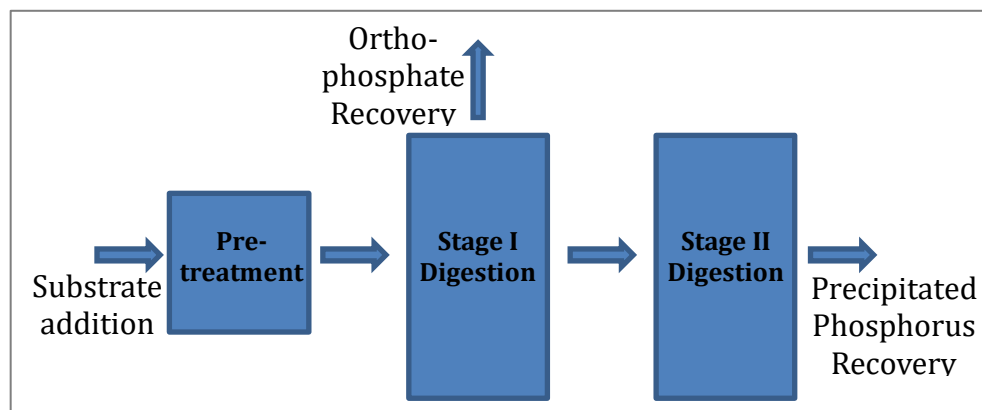 Ortho-
phosphate
Recovery
Substrate
addition
Pre-
treatment
Stage I
Digestion
Stage II
Digestion
Precipitated
Phosphorus
Recovery